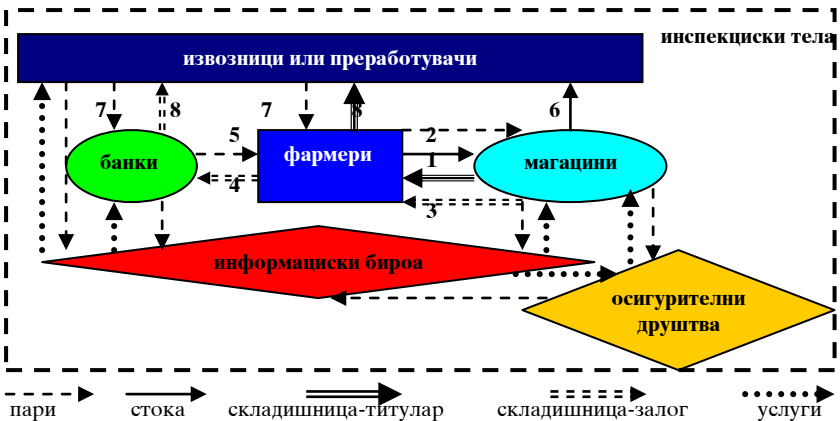 инспекциски тела
извозници или преработувачи
7 8 7 8 6
5 2
банки фармери 1 магацини
4
3
информациски бироа
осигурителни
друштва
пари стока складишница-титулар складишница-залог услуги